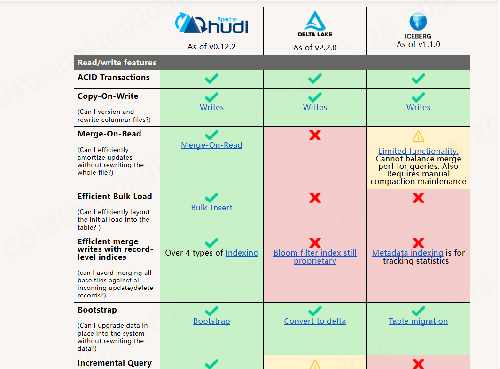 Apache
hudi
DELTA LAKE
ICEBERG
As of v0.12.2
As of v2.2.0
As of v1.1.0
Read/write features
ACID Transactions
Copy-On-Write
(Can I version and
rewrite columnar files?)
Writes
Writes
Writes
Merge-On-Read
(Can I efficiently
amortize updates
without rewriting the
whole file?)
Merge-On-Read
Limited functionality.
Cannot balance merge
perf for queries. Also
Requires manual
compaction maintenance
Efficient Bulk Load
(Can I efficiently layout
the initial load into the
table? )
Bulk Insert
Efficient merge
writes with record-
level indices
(can I avoid merging all
base files against all
incoming update/delete
records?)
Over 4 types of Indexing
Bloom filter index still
proprietary
Metadata indexing is for
tracking statistics
Bootstrap
(Can I upgrade data in
place into the system
without rewriting the
data?)
Bootstrap
Convert to delta
Table migration
Incremental Query